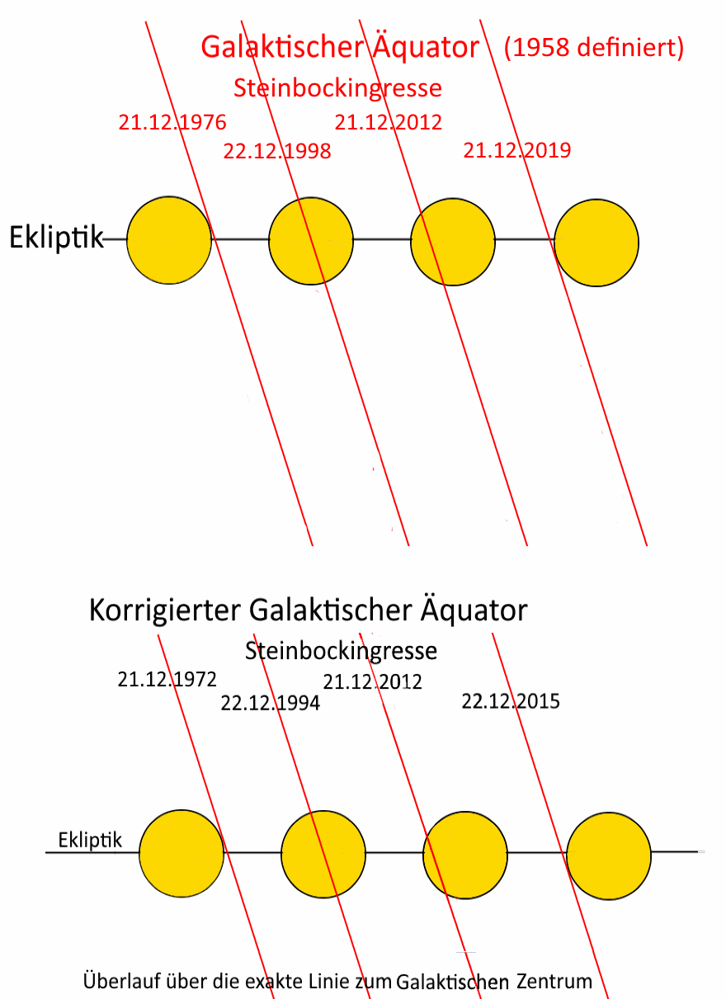 Galaktischer Äquator (1958 definiert)
Steinbockingresse
21.12.1976 21.12.2012
22.12.1998 21.12.2019
Ekliptik
Korrigierter Galaktischer Äquator
Steinbockingresse
21.12.1972 21.12.2012
22.12.1994 22.12.2015
Ekliptik
Überlauf über die exakte Linie zum Galaktischen Zentrum